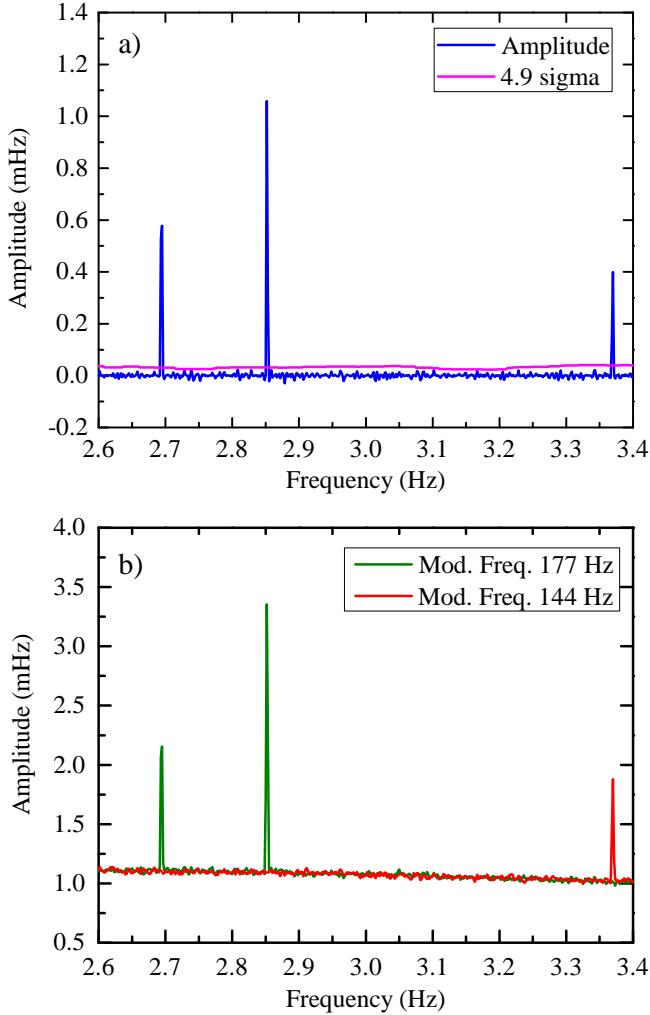 a)
Amplitude
4.9 sigma
1.4
1.2
1.0
0.8
0.6
0.4
0.2
0.0
-0.2
Amplitude (mHz)
2.6 2.7 2.8 2.9 3.0 3.1 3.2 3.3 3.4
Frequency (Hz)
b)
Mod. Freq. 177 Hz
Mod. Freq. 144 Hz
4.0
3.5
3.0
2.5
2.0
1.5
1.0
0.5
Amplitude (mHz)
2.6 2.7 2.8 2.9 3.0 3.1 3.2 3.3 3.4
Frequency (Hz)